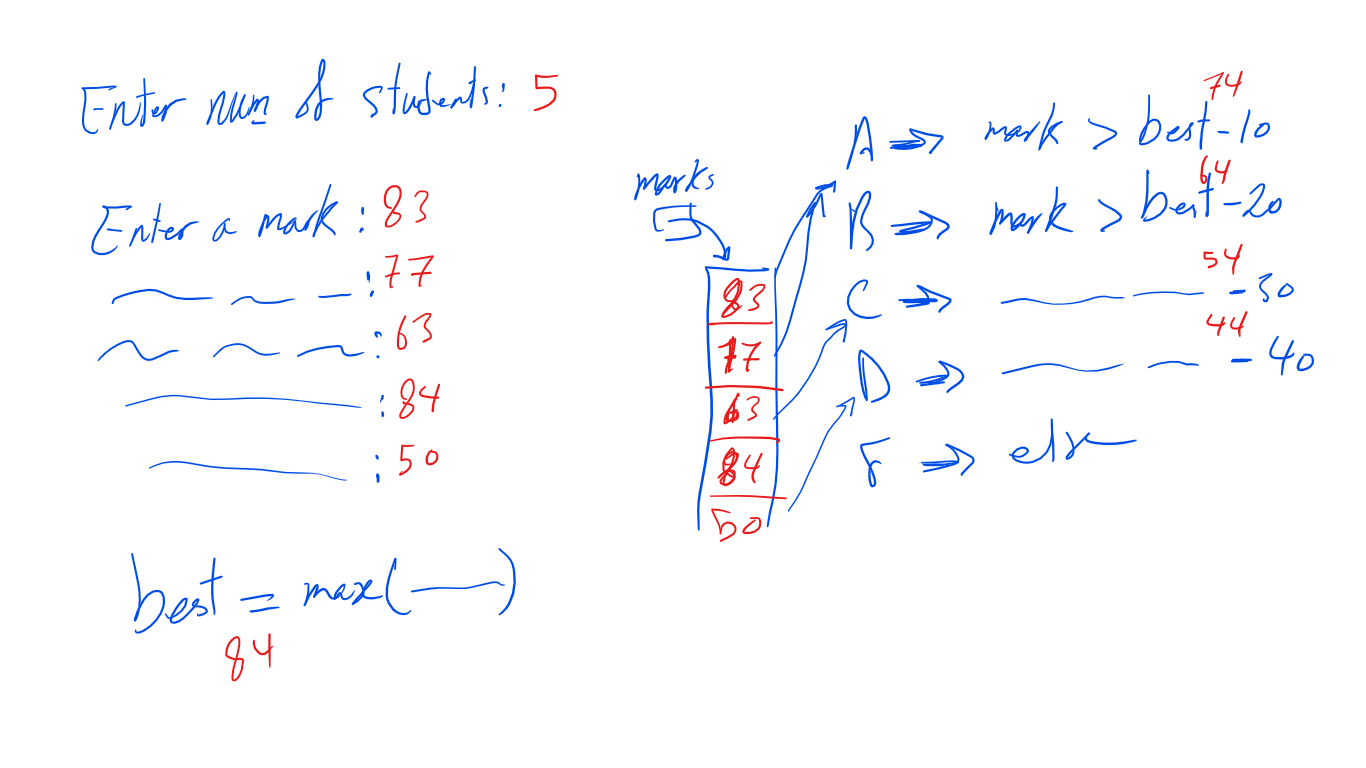 Enter num of students: 5
Enter a mark : 83
: 77
: 63
: 84
: 50
best = max( )
84
marks
83
77
63
84
50
74
A ⇒ mark > best - 10
64
B ⇒ mark > best - 20
54
C ⇒ - 30
44
D ⇒ - 40
F ⇒ else